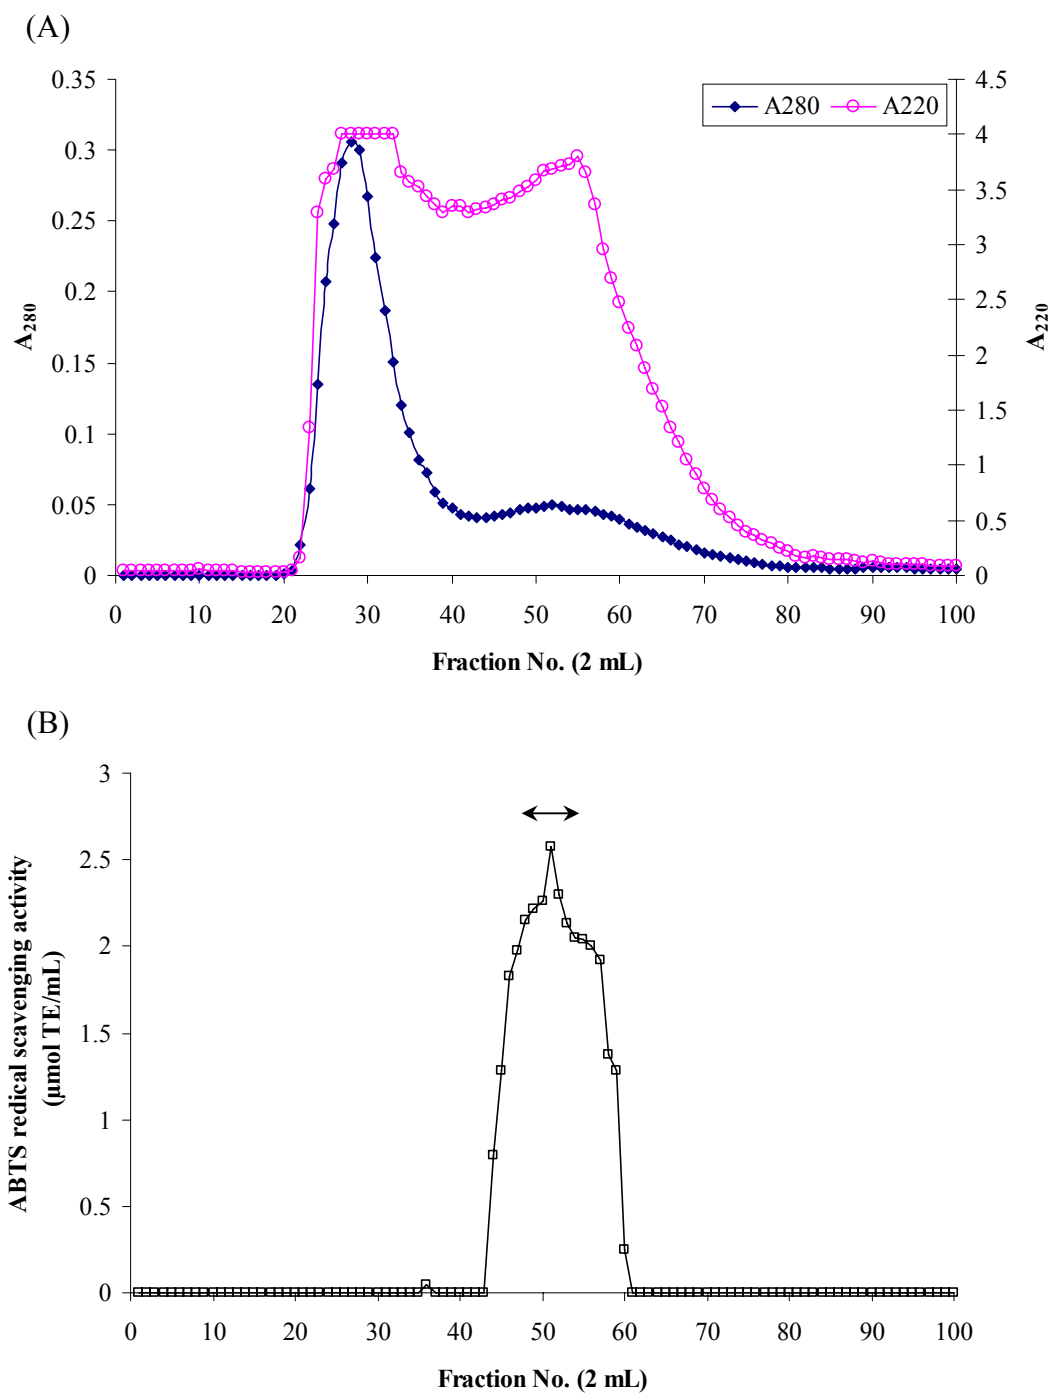 (A)
A280 A220
0.35
0.3
0.25
0.2
0.15
0.1
0.05
0
A280
4.5
4
3.5
3
2.5
2
1.5
1
0.5
0
A220
0 10 20 30 40 50 60 70 80 90 100
Fraction No. (2 mL)
(B)
ABTS redical scavenging activity
(µmol TE/mL)
3
2.5
2
1.5
1
0.5
0
0 10 20 30 40 50 60 70 80 90 100
Fraction No. (2 mL)